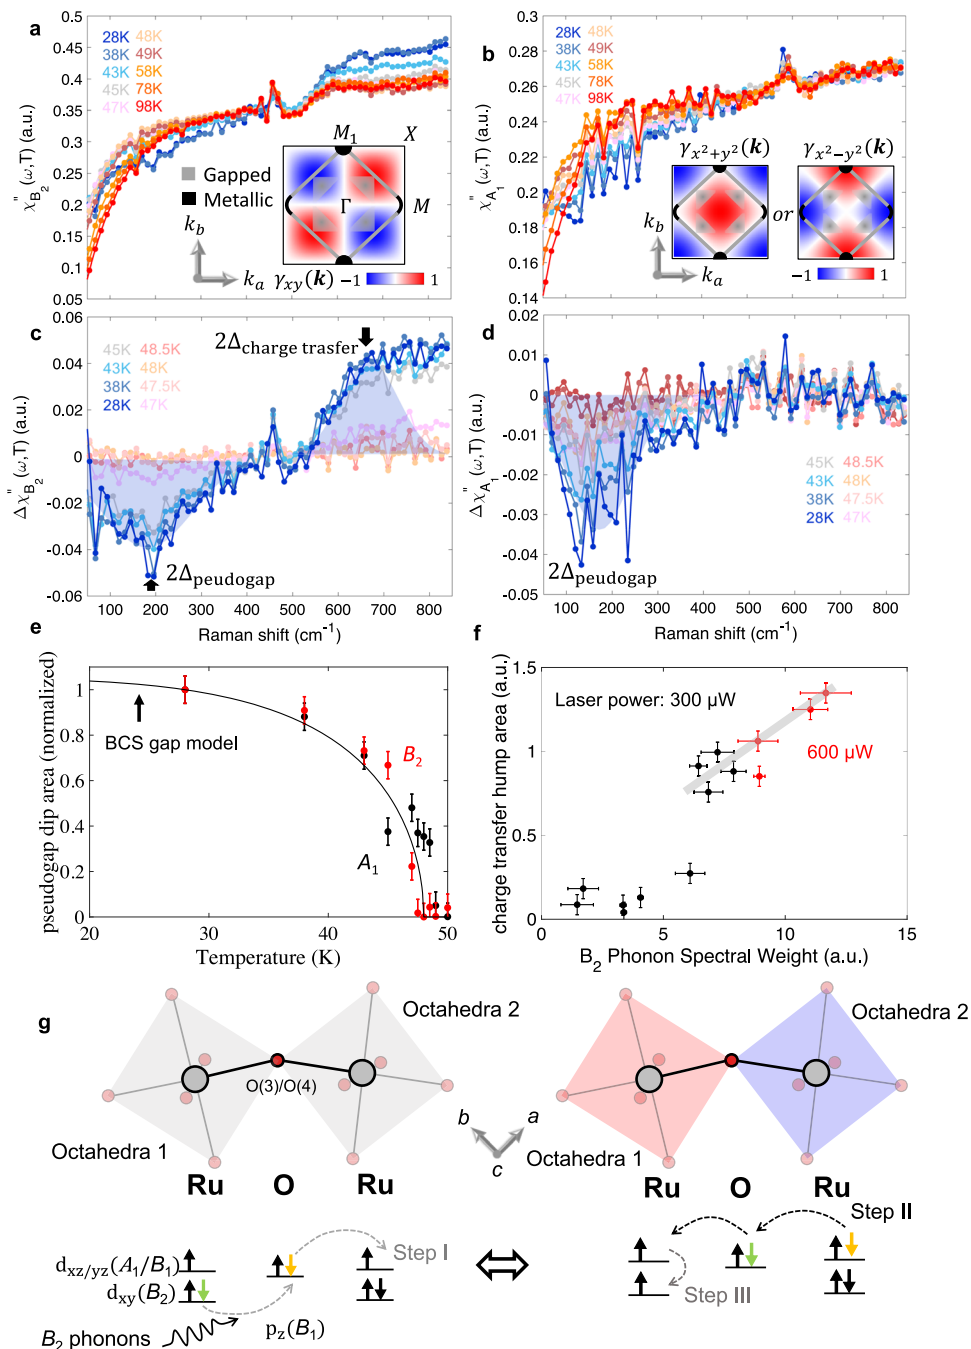 a
χ''B2(ω,T) (a.u.)
0.5
0.45
0.4
0.35
0.3
0.25
0.2
0.15
0.1
0.05
28K 48K
38K 49K
43K 58K
45K 78K
47K 98K
Gapped
Metallic
M1 X
Γ M
kb
ka γxy(k) −1 1
b
χ''A1(ω,T) (a.u.)
0.3
0.28
0.26
0.24
0.22
0.2
0.18
0.16
0.14
28K 48K
38K 49K
43K 58K
45K 78K
47K 98K
γx2+y2(k) γx2−y2(k)
or
kb
ka
−1 1
c
Δχ''B2(ω,T) (a.u.)
0.06
0.04
0.02
0
-0.02
-0.04
-0.06
45K 48.5K
43K 48K
38K 47.5K
28K 47K
2Δcharge trasfer
2Δpeudogap
100 200 300 400 500 600 700 800
Raman shift (cm-1)
d
Δχ''A1(ω,T) (a.u.)
0.02
0.01
0
-0.01
-0.02
-0.03
-0.04
-0.05
45K 48.5K
43K 48K
38K 47.5K
28K 47K
2Δpeudogap
100 200 300 400 500 600 700 800
Raman shift (cm-1)
e
pseudogap dip area (normalized)
1
0.8
0.6
0.4
0.2
0
BCS gap model
B2
A1
20 30 40 50
Temperature (K)
f
charge transfer hump area (a.u.)
1.5
1
0.5
0
Laser power: 300 μW
600 μW
0 5 10 15
B2 Phonon Spectral Weight (a.u.)
g
Octahedra 2
O(3)/O(4)
Octahedra 1
Ru O Ru
b a
c
Octahedra 2
Octahedra 1
Ru O Ru
dxz/yz(A1/B1)
dxy(B2)
B2 phonons
pz(B1)
Step I
Step II
Step III